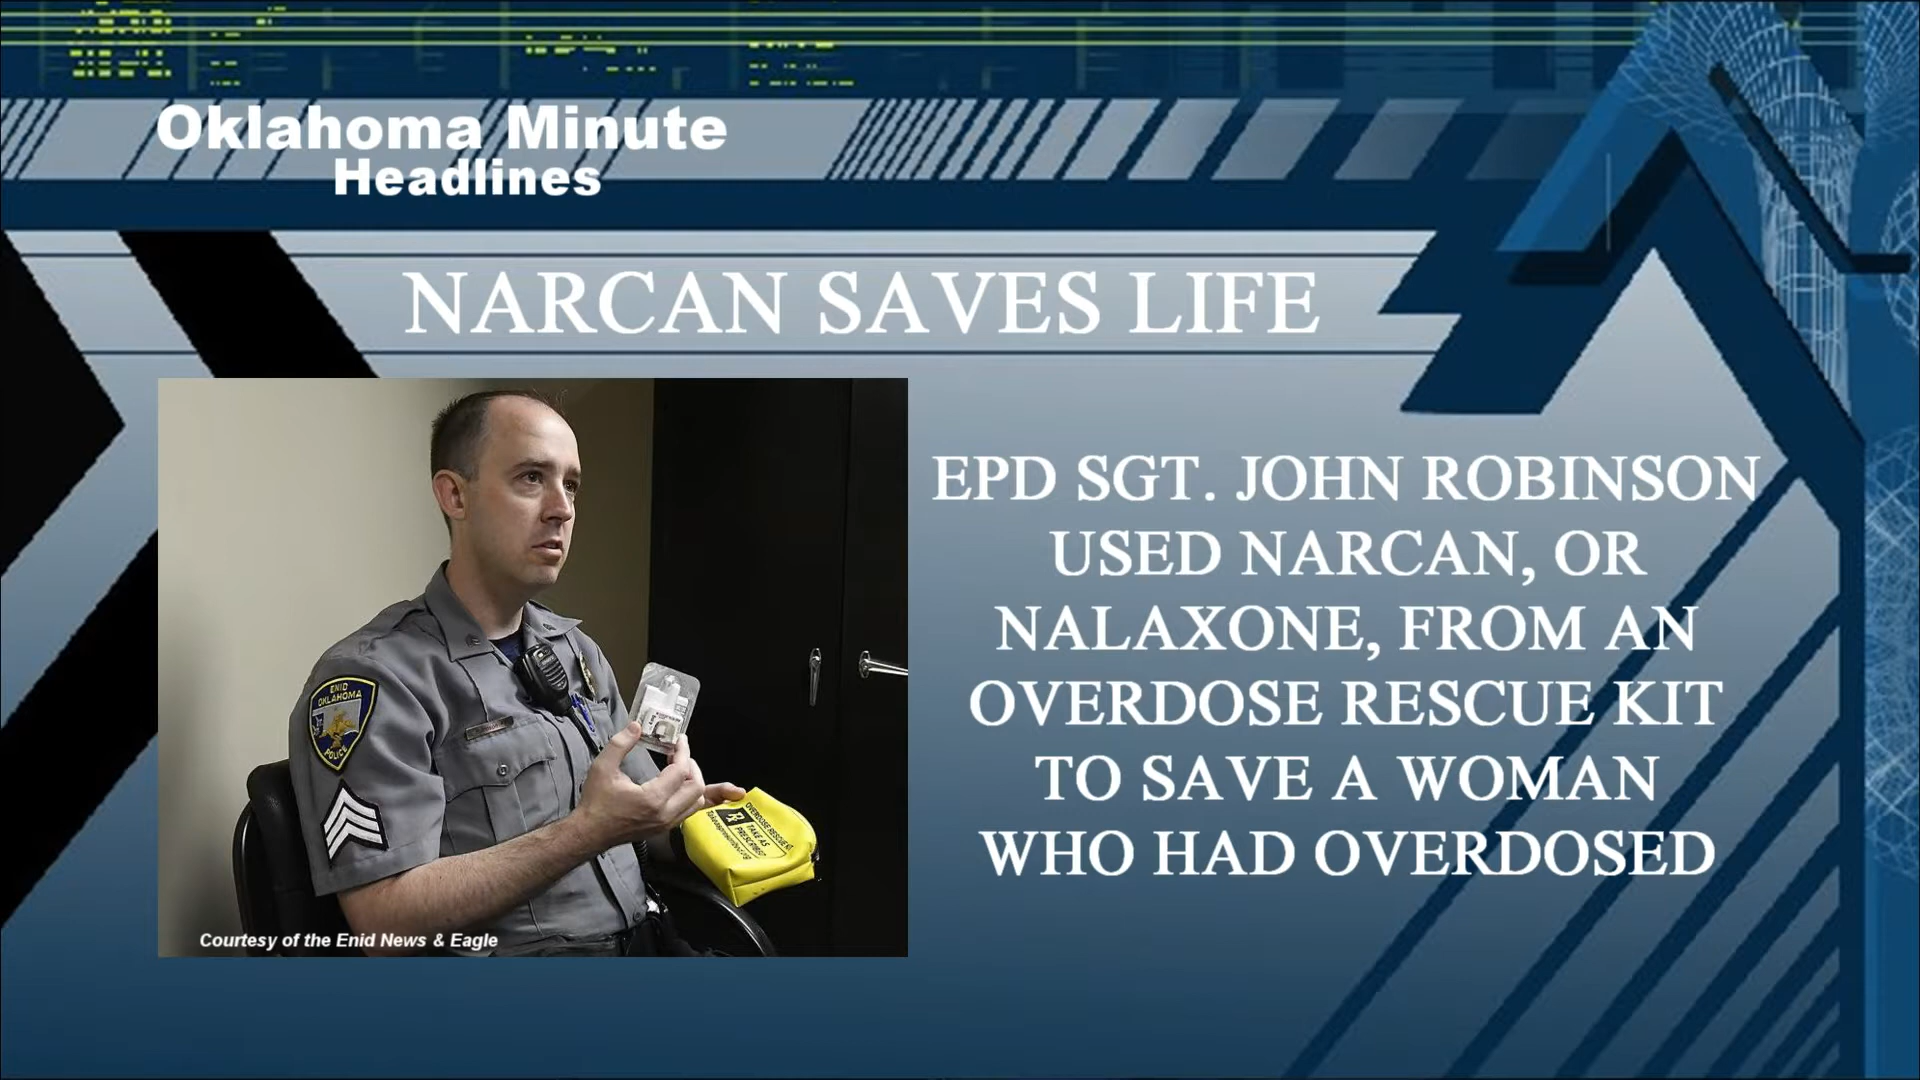 Oklahoma Minute
Headlines
NARCAN SAVES LIFE
EPD SGT. JOHN ROBINSON
USED NARCAN, OR
NALAXONE, FROM AN
OVERDOSE RESCUE KIT
TO SAVE A WOMAN
WHO HAD OVERDOSED
ENID
OKLAHOMA
POLICE
OVERDOSE RESCUE KIT
TAKE AS
PRESCRIBED
Courtesy of the Enid News & Eagle